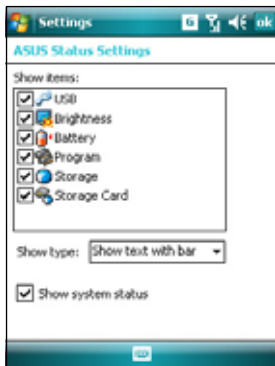 Settings
ok
ASUS Status Settings
Show items:
USB
Brightness
Battery
Program
Storage
Storage Card
Show type: Show text with bar
Show system status